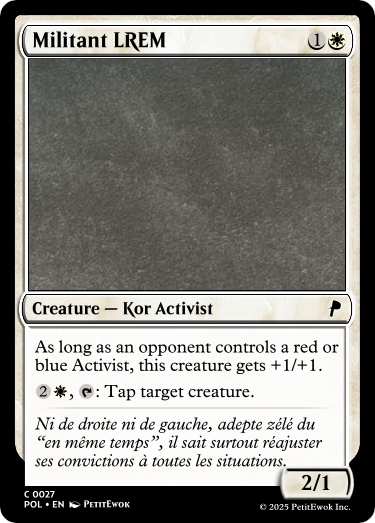 Militant LREM 1
Creature — Kor Activist
As long as an opponent controls a red or
blue Activist, this creature gets +1/+1.
2 , : Tap target creature.
Ni de droite ni de gauche, adepte zélé du
“en même temps”, il sait surtout réajuster
ses convictions à toutes les situations.
2/1
C 0027
POL • EN PetitEwok
© 2025 PetitEwok Inc.